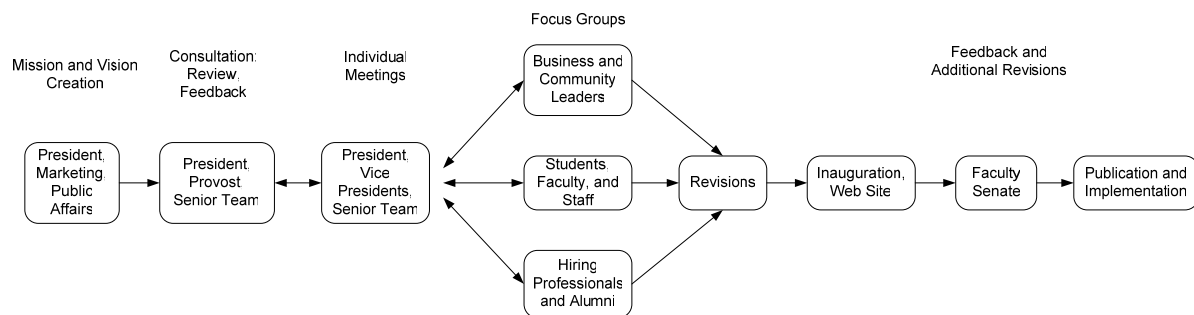 Mission and Vision
Creation
Consultation:
Review,
Feedback
Individual
Meetings
Focus Groups
Feedback and
Additional Revisions
President,
Marketing,
Public
Affairs
President,
Provost,
Senior Team
President,
Vice
Presidents,
Senior Team
Business and
Community
Leaders
Students,
Faculty, and
Staff
Hiring
Professionals
and Alumni
Revisions
Inauguration,
Web Site
Faculty
Senate
Publication and
Implementation